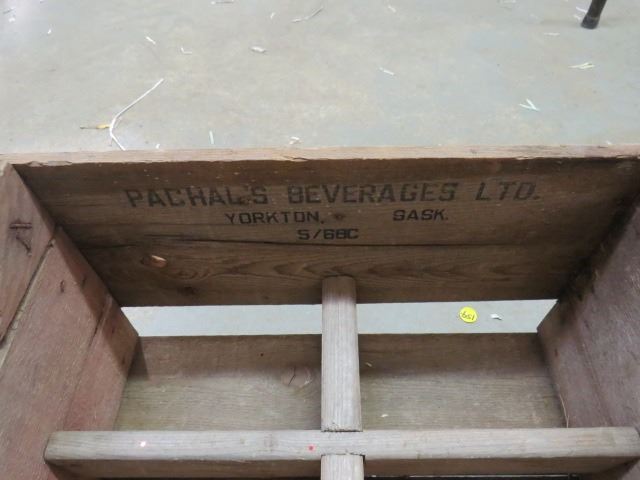 PACHAL'S BEVERAGES LTD.
YORKTON, SASK.
5/68C